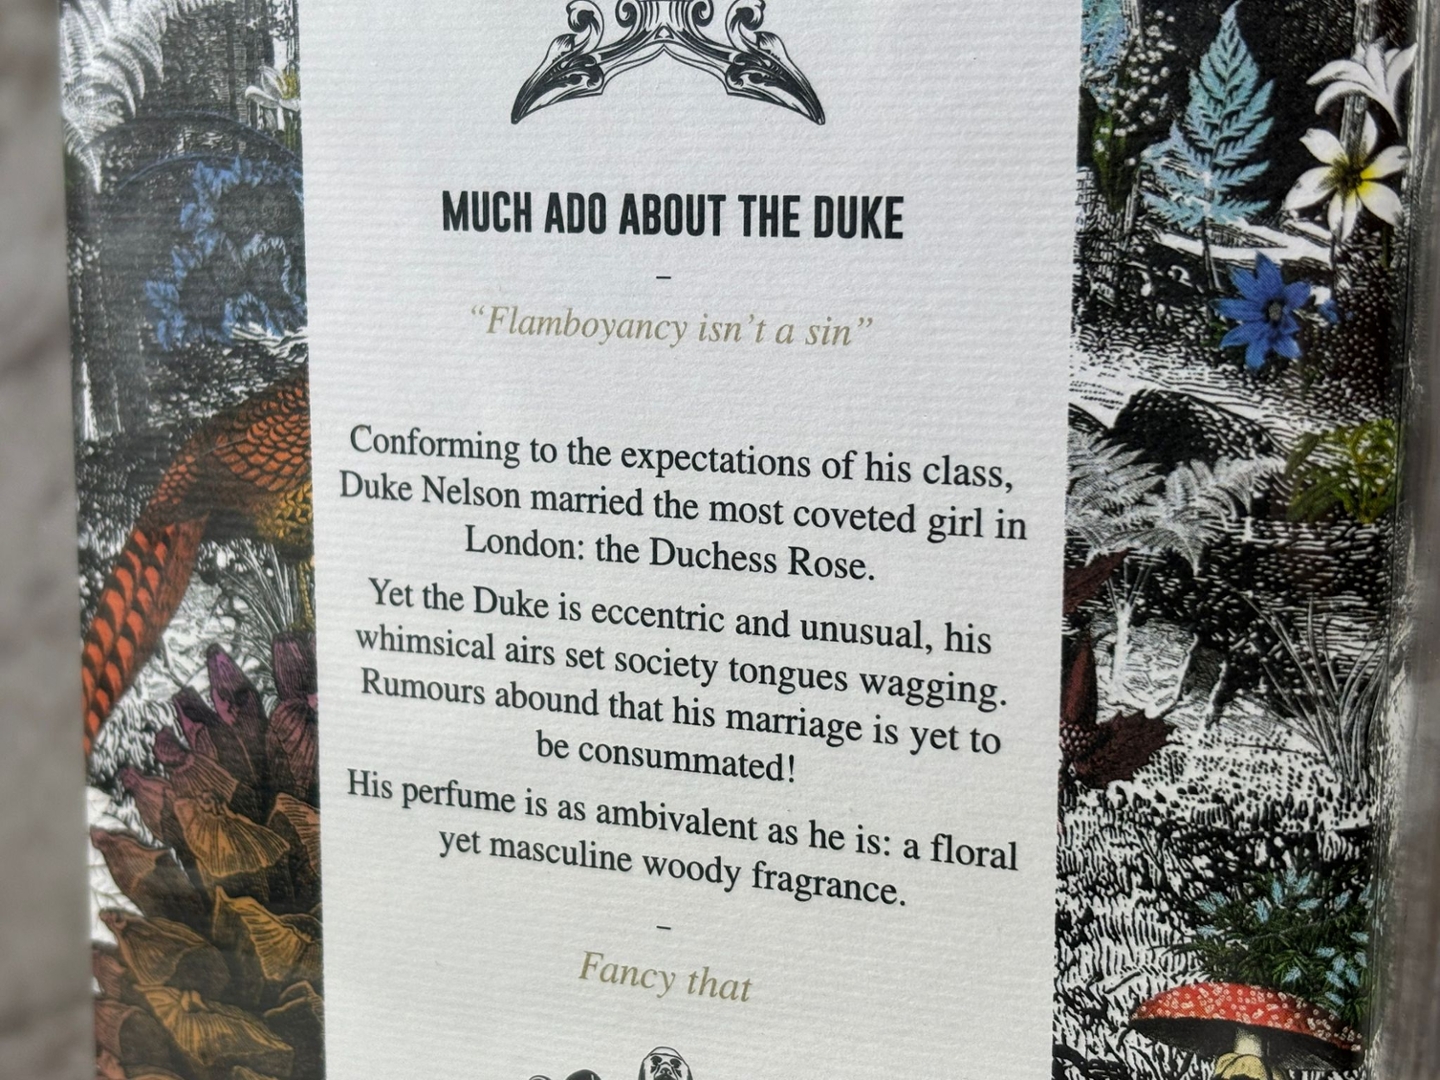 MUCH ADO ABOUT THE DUKE
–
“Flamboyancy isn’t a sin”
Conforming to the expectations of his class,
Duke Nelson married the most coveted girl in
London: the Duchess Rose.
Yet the Duke is eccentric and unusual, his
whimsical airs set society tongues wagging.
Rumours abound that his marriage is yet to
be consummated!
His perfume is as ambivalent as he is: a floral
yet masculine woody fragrance.
–
Fancy that